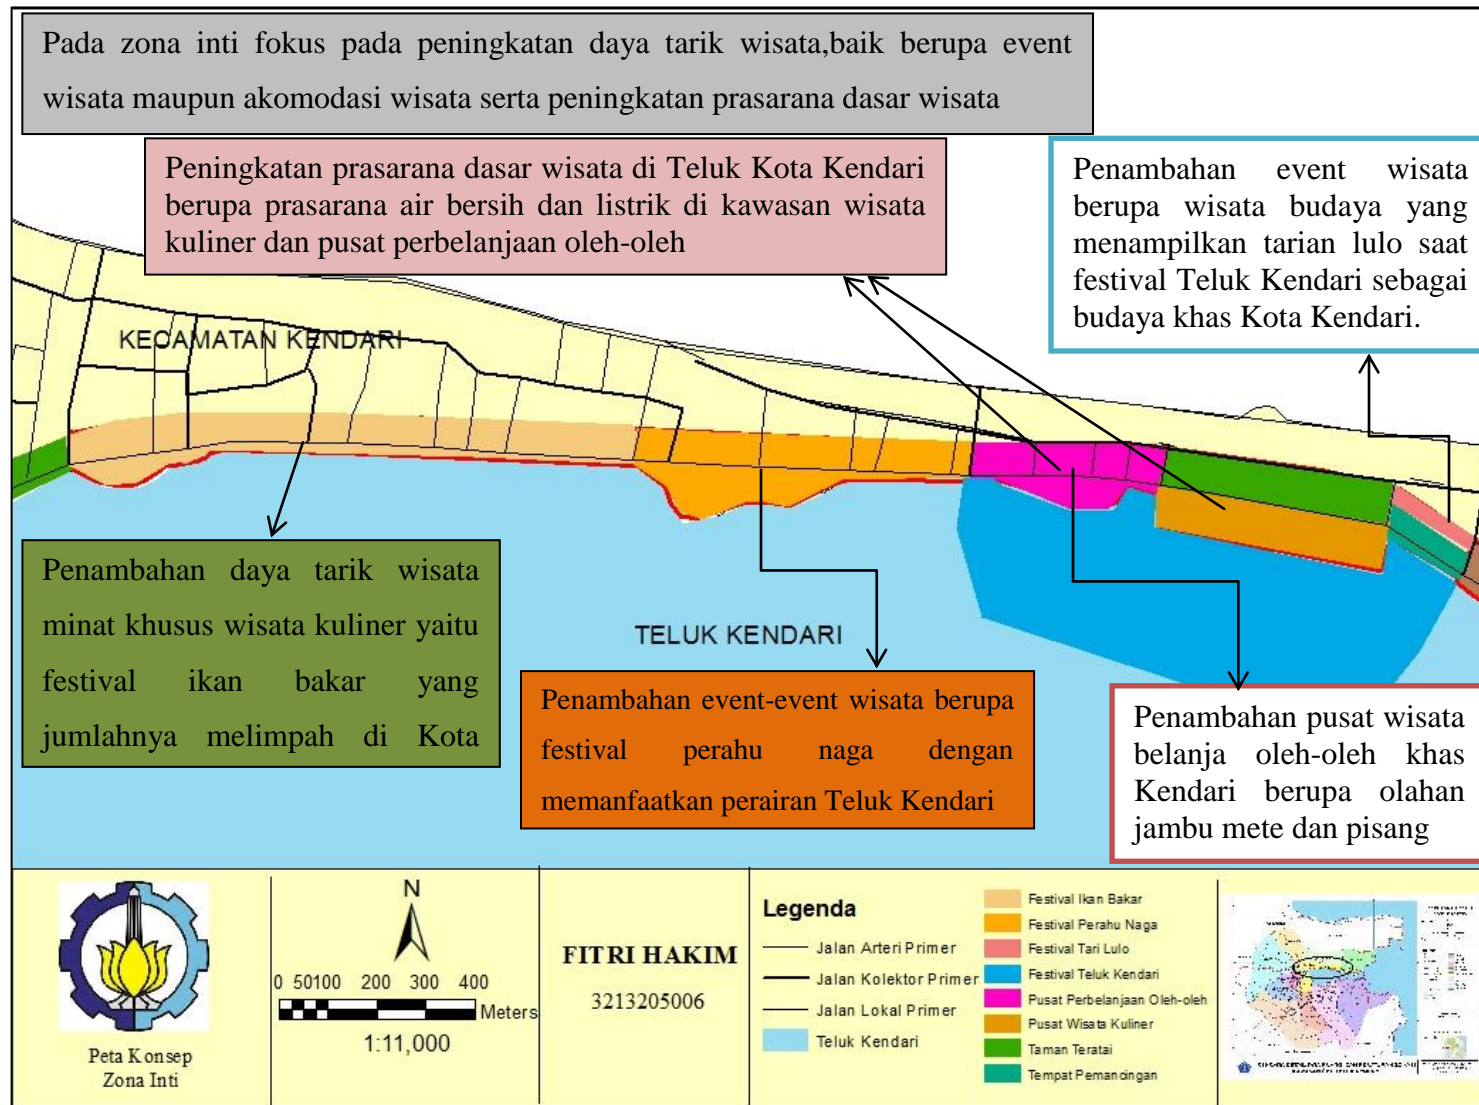 Pada zona inti fokus pada peningkatan daya tarik wisata,baik berupa event
wisata maupun akomodasi wisata serta peningkatan prasarana dasar wisata
Peningkatan prasarana dasar wisata di Teluk Kota Kendari
berupa prasarana air bersih dan listrik di kawasan wisata
kuliner dan pusat perbelanjaan oleh-oleh
Penambahan event wisata
berupa wisata budaya yang
menampilkan tarian lulo saat
festival Teluk Kendari sebagai
budaya khas Kota Kendari.
KECAMATAN KENDARI
Penambahan daya tarik wisata
minat khusus wisata kuliner yaitu
festival ikan bakar yang
jumlahnya melimpah di Kota
TELUK KENDARI
Penambahan event-event wisata berupa
festival perahu naga dengan
memanfaatkan perairan Teluk Kendari
Penambahan pusat wisata
belanja oleh-oleh khas
Kendari berupa olahan
jambu mete dan pisang
Peta Konsep
Zona Inti
N
0 50100 200 300 400
Meters
1:11,000
FITRI HAKIM
3213205006
Legenda
Jalan Arteri Primer
Jalan Kolektor Primer
Jalan Lokal Primer
Teluk Kendari
Festival Ikan Bakar
Festival Perahu Naga
Festival Tari Lulo
Festival Teluk Kendari
Pusat Perbelanjaan Oleh-oleh
Pusat Wisata Kuliner
Taman Teratai
Tempat Pemancingan